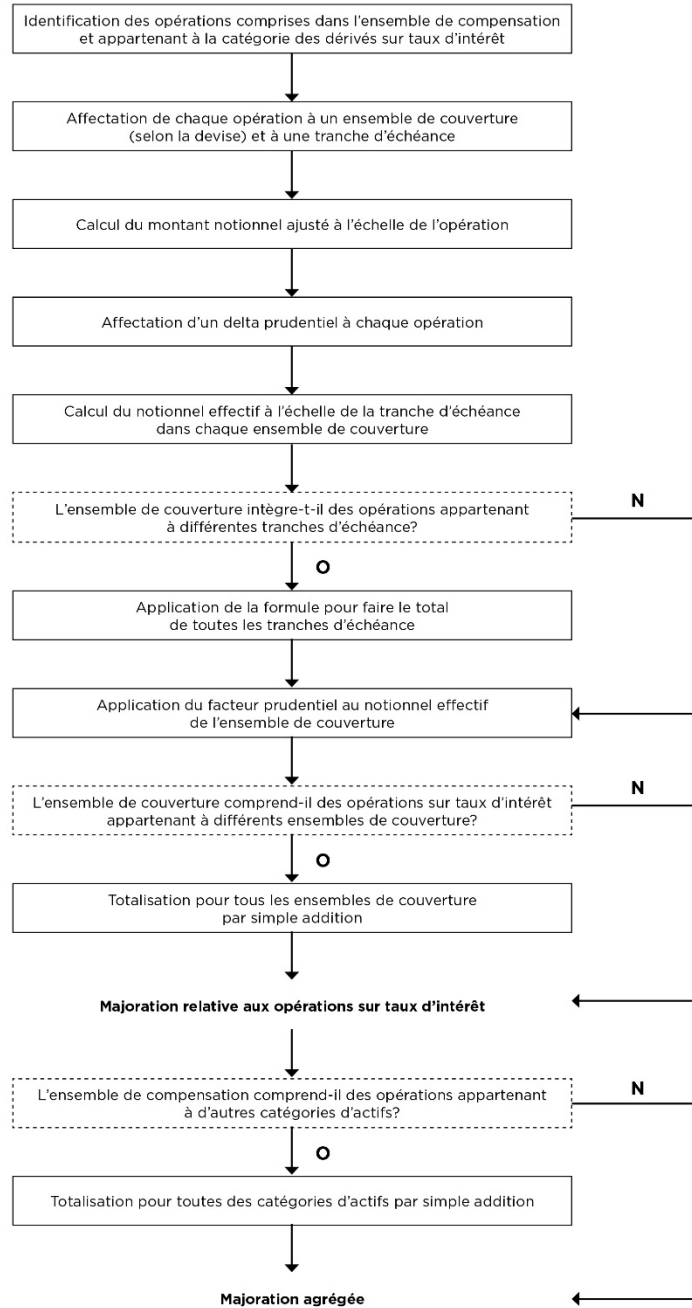 Identification des opérations comprises dans l'ensemble de compensation
et appartenant à la catégorie des dérivés sur taux d'intérêt
Affectation de chaque opération à un ensemble de couverture
(selon la devise) et à une tranche d'échéance
Calcul du montant notionnel ajusté à l'échelle de l'opération
Affectation d'un delta prudentiel à chaque opération
Calcul du notionnel effectif à l'échelle de la tranche d'échéance
dans chaque ensemble de couverture
L'ensemble de couverture intègre-t-il des opérations appartenant
à différentes tranches d'échéance?
N
O
Application de la formule pour faire le total
de toutes les tranches d'échéance
Application du facteur prudentiel au notionnel effectif
de l'ensemble de couverture
L'ensemble de couverture comprend-il des opérations sur taux d'intérêt
appartenant à différents ensembles de couverture?
N
O
Totalisation pour tous les ensembles de couverture
par simple addition
Majoration relative aux opérations sur taux d'intérêt
L'ensemble de compensation comprend-il des opérations appartenant
à d'autres catégories d'actifs?
N
O
Totalisation pour toutes des catégories d'actifs par simple addition
Majoration agrégée